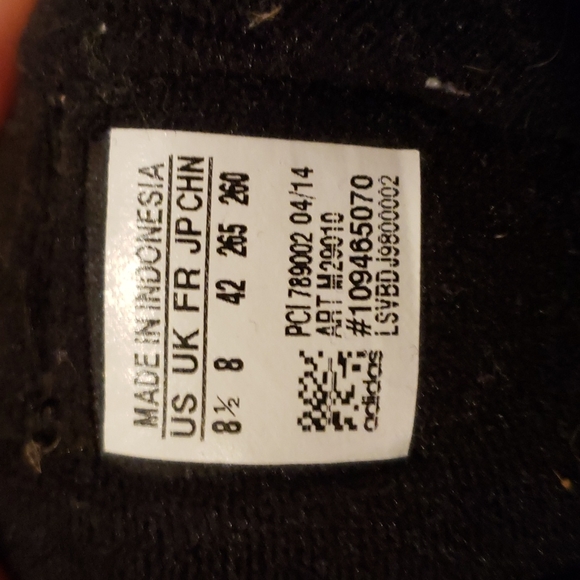 MADE IN INDONESIA
US UK FR JP CHN
8½ 8 42 265 260
PCI 789002 04/14
ART M29010
#109465070
LSVBDJ9800002
adidas